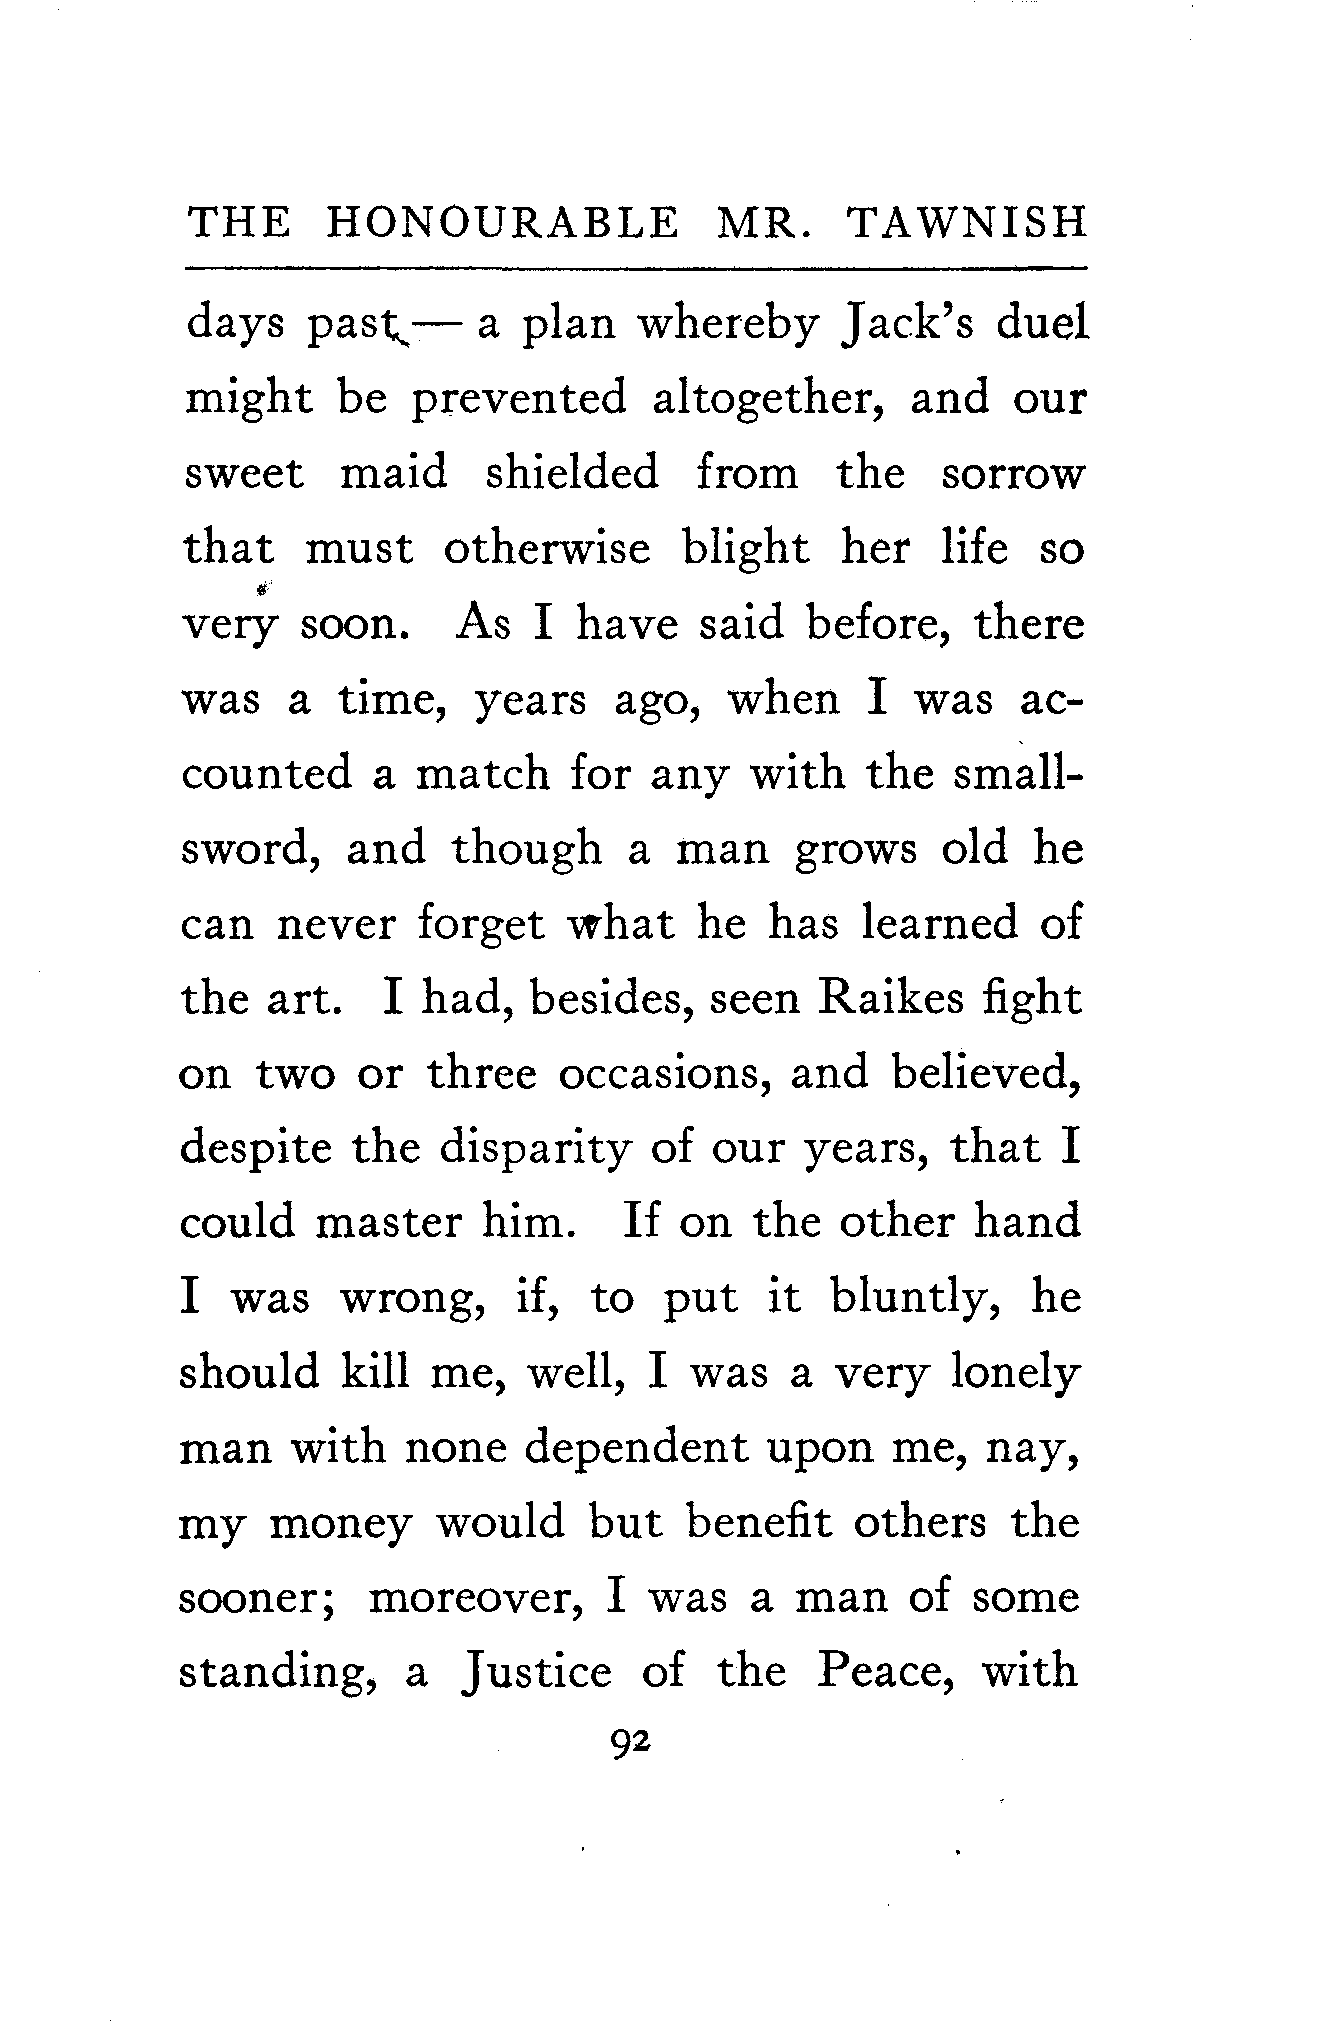 THE HONOURABLE MR. TAWNISH
days past,— a plan whereby Jack's duel
might be prevented altogether, and our
sweet maid shielded from the sorrow
that must otherwise blight her life so
very soon. As I have said before, there
was a time, years ago, when I was ac-
counted a match for any with the small-
sword, and though a man grows old he
can never forget what he has learned of
the art. I had, besides, seen Raikes fight
on two or three occasions, and believed,
despite the disparity of our years, that I
could master him. If on the other hand
I was wrong, if, to put it bluntly, he
should kill me, well, I was a very lonely
man with none dependent upon me, nay,
my money would but benefit others the
sooner; moreover, I was a man of some
standing, a Justice of the Peace, with
92